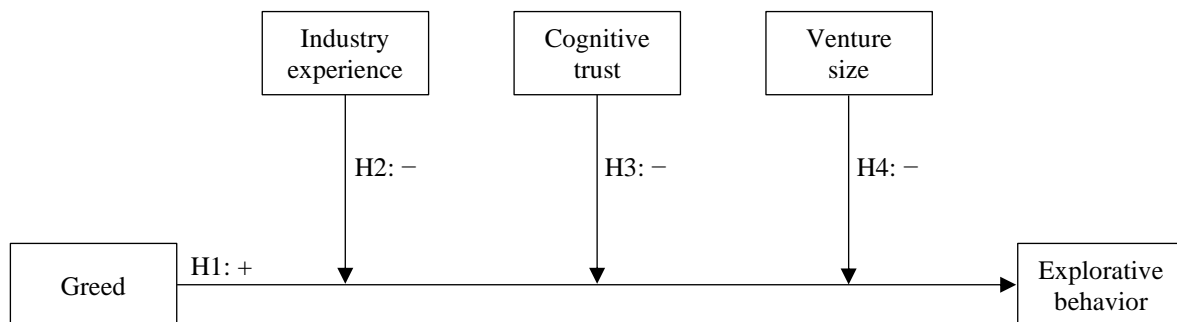 Industry
experience
Cognitive
trust
Venture
size
H2: −
H3: −
H4: −
H1: +
Greed
Explorative
behavior